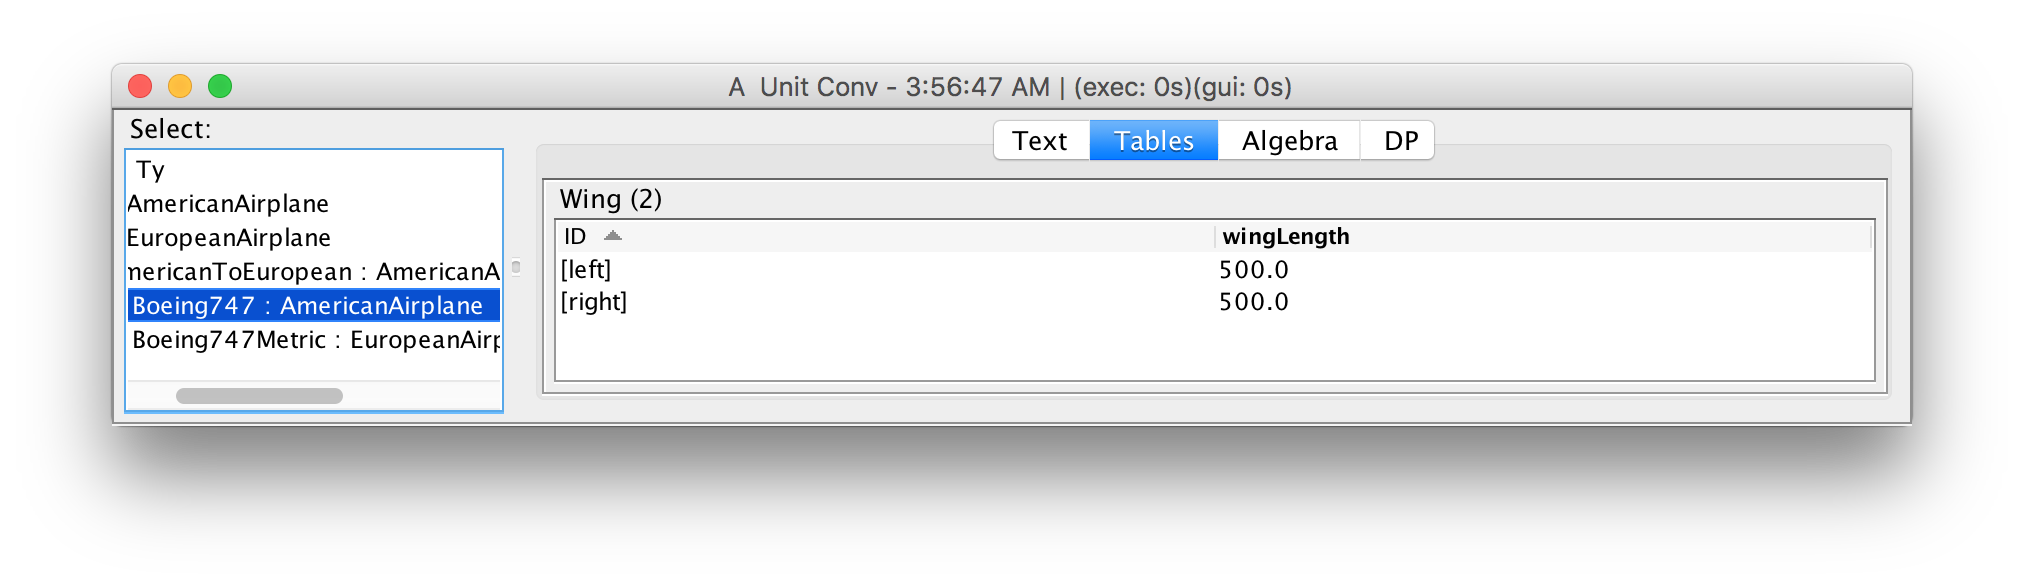 A Unit Conv - 3:56:47 AM | (exec: 0s)(gui: 0s)
Select:
Ty
AmericanAirplane
EuropeanAirplane
mericanToEuropean : AmericanA
Boeing747 : AmericanAirplane
Boeing747Metric : EuropeanAirp
Text Tables Algebra DP
Wing (2)
ID wingLength
[left] 500.0
[right] 500.0